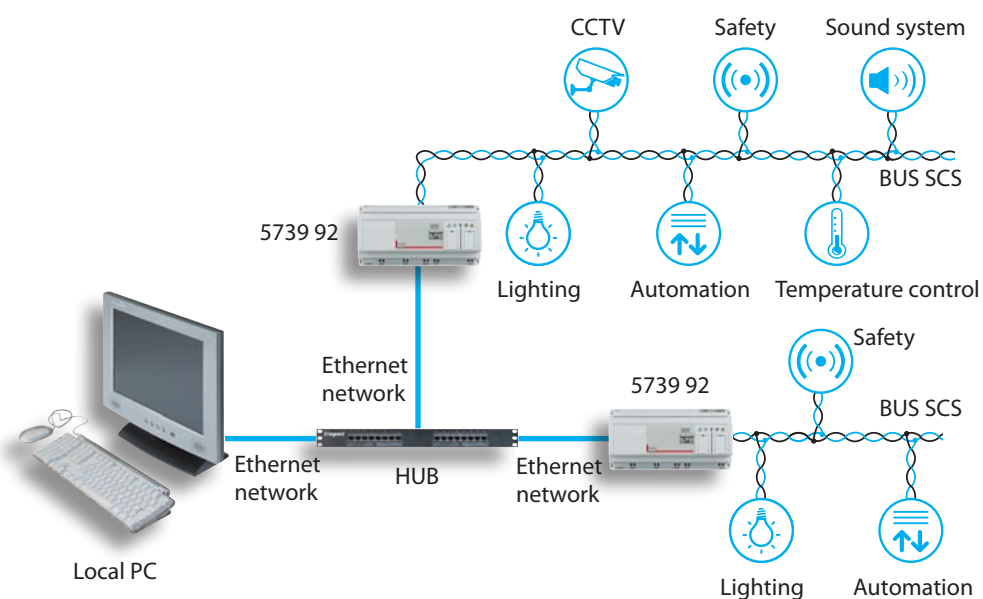 CCTV
Safety
Sound system
BUS SCS
5739 92
Lighting
Automation
Temperature control
Safety
Ethernet
network
5739 92
BUS SCS
legrand
HUB
Ethernet
network
Ethernet
network
Local PC
Lighting
Automation